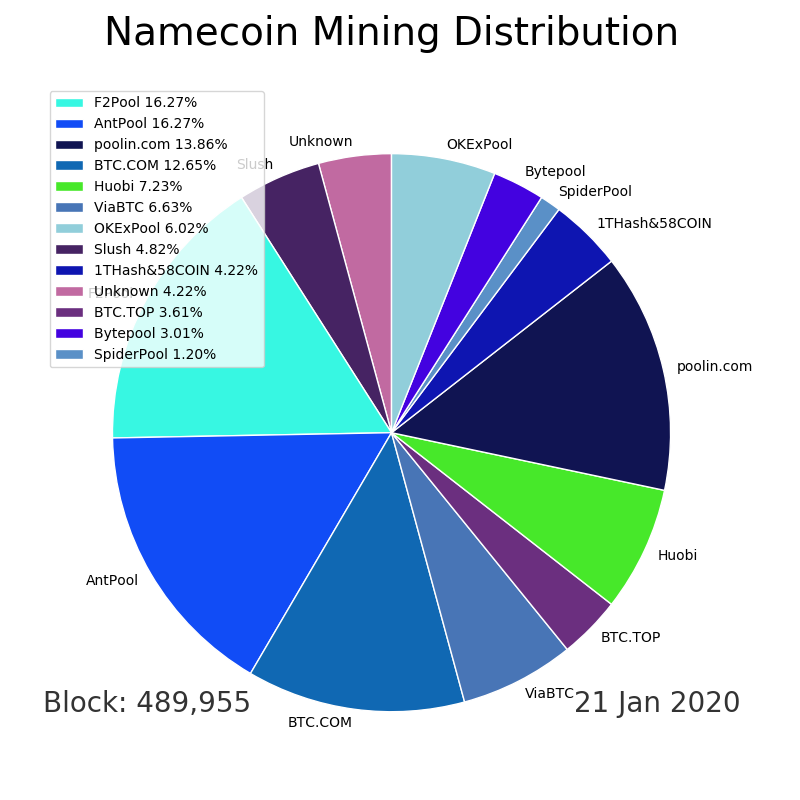 Namecoin Mining Distribution
F2Pool 16.27%
AntPool 16.27%
poolin.com 13.86%
BTC.COM 12.65%
Huobi 7.23%
ViaBTC 6.63%
OKExPool 6.02%
Slush 4.82%
1THash&58COIN 4.22%
Unknown 4.22%
BTC.TOP 3.61%
Bytepool 3.01%
SpiderPool 1.20%
Unknown
OKExPool
Slush
Bytepool
SpiderPool
1THash&58COIN
F2Pool
poolin.com
Huobi
AntPool
BTC.TOP
ViaBTC
BTC.COM
Block: 489,955
21 Jan 2020